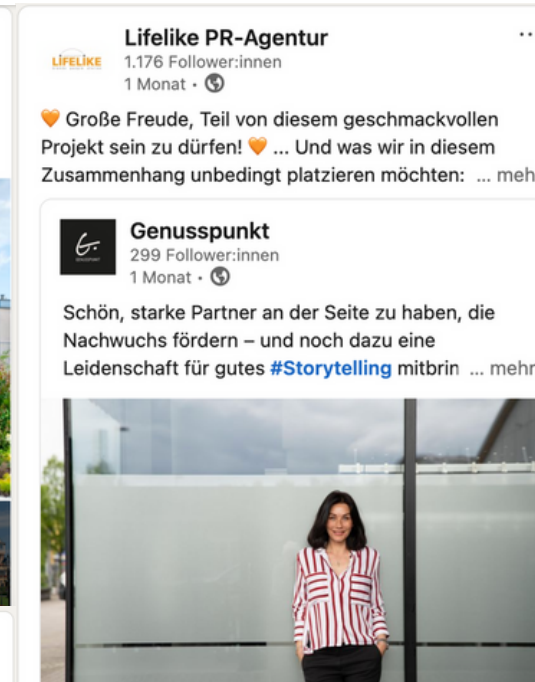 Lifelike PR-Agentur
LIFELIKE
1.176 Follower:innen
1 Monat •
🧡 Große Freude, Teil von diesem geschmackvollen
Projekt sein zu dürfen! 🧡 ... Und was wir in diesem
Zusammenhang unbedingt platzieren möchten: ... meh
Genusspunkt
G.
GENUSSPUNKT
299 Follower:innen
1 Monat •
Schön, starke Partner an der Seite zu haben, die
Nachwuchs fördern – und noch dazu eine
Leidenschaft für gutes #Storytelling mitbrin ... mehr